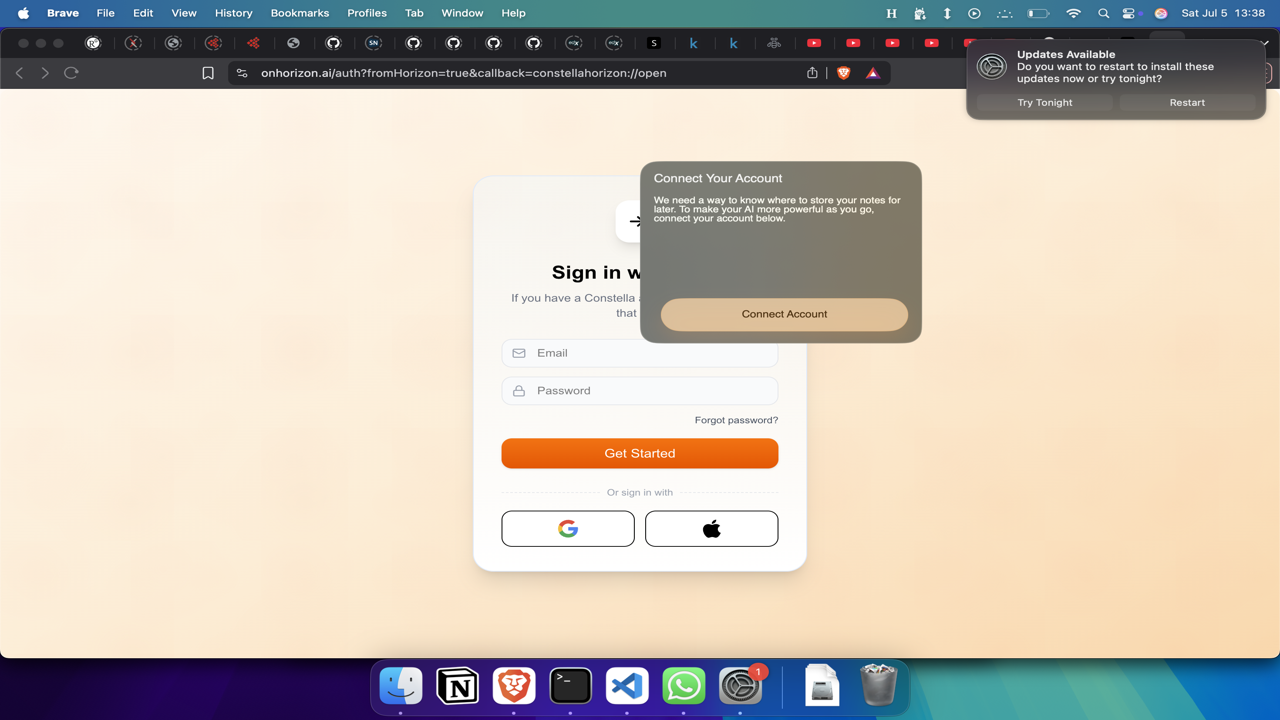 Brave File Edit View History Bookmarks Profiles Tab Window Help
Sat Jul 5 13:38
onhorizon.ai/auth?fromHorizon=true&callback=constellahorizon://open
Updates Available
Do you want to restart to install these
updates now or try tonight?
Try Tonight Restart
Connect Your Account
We need a way to know where to store your notes for
later. To make your AI more powerful as you go,
connect your account below.
Connect Account
Sign in w
If you have a Constella
that
Email
Password
Forgot password?
Get Started
Or sign in with
1